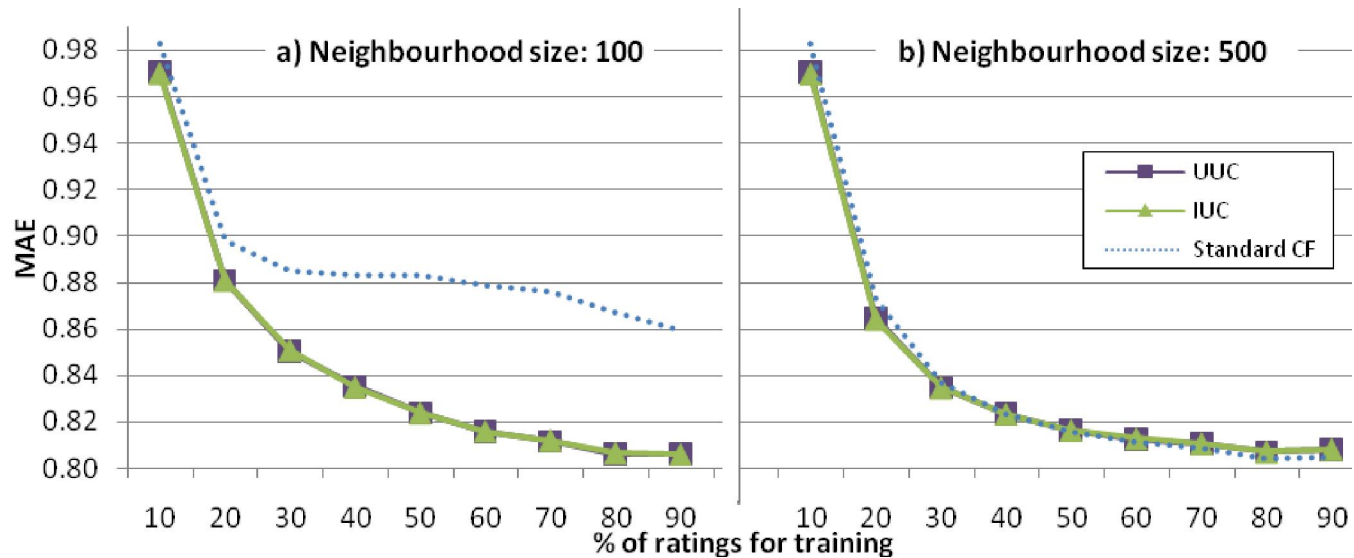 a) Neighbourhood size: 100
b) Neighbourhood size: 500
MAE
0.98
0.96
0.94
0.92
0.90
0.88
0.86
0.84
0.82
0.80
UUC
IUC
Standard CF
10 20 30 40 50 60 70 80 90
10 20 30 40 50 60 70 80 90
% of ratings for training